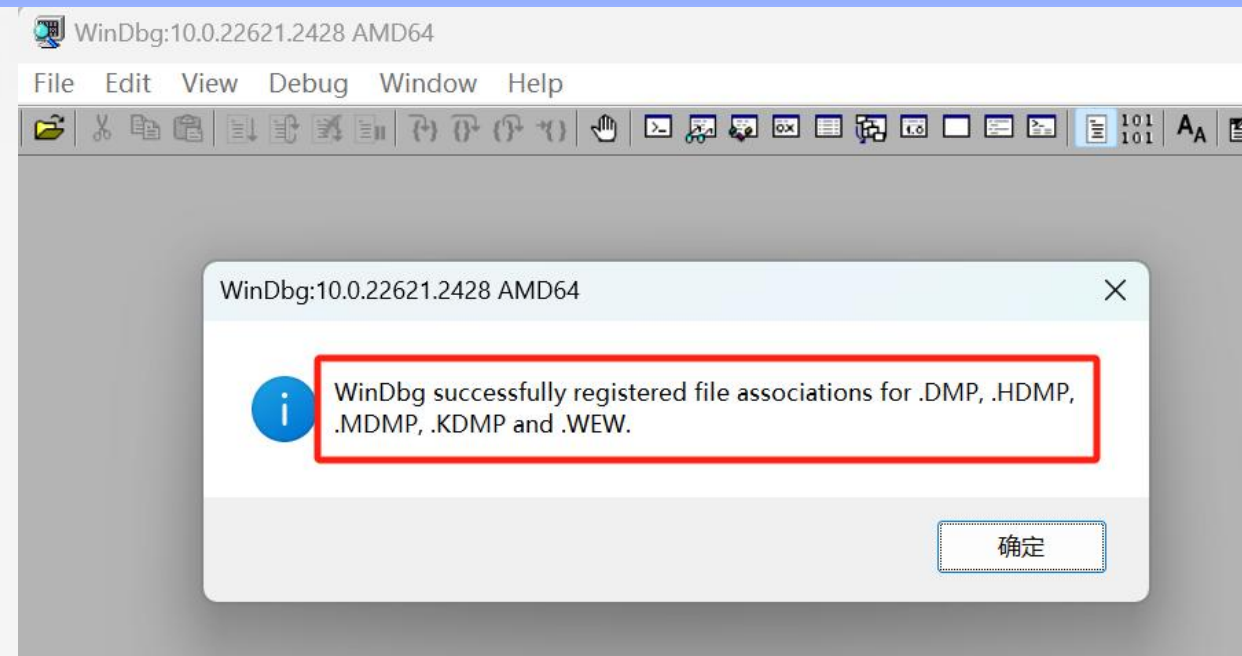 WinDbg:10.0.22621.2428 AMD64
File Edit View Debug Window Help
101
101
AA
WinDbg:10.0.22621.2428 AMD64
WinDbg successfully registered file associations for .DMP, .HDMP,
.MDMP, .KDMP and .WEW.
确定